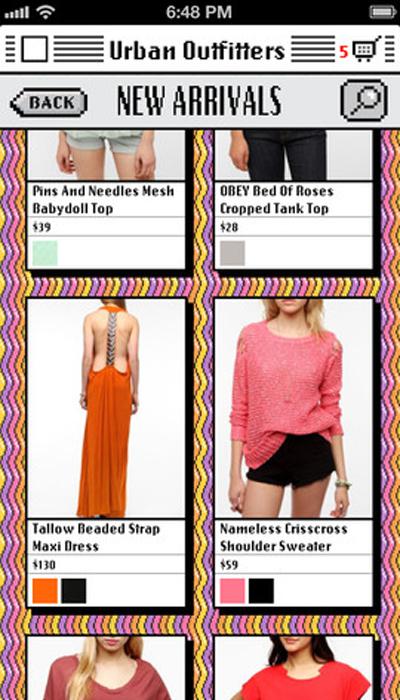 6:48 PM
Urban Outfitters
5
BACK
NEW ARRIVALS
Pins And Needles Mesh
Babydoll Top
$39
OBEY Bed Of Roses
Cropped Tank Top
$28
Tallow Beaded Strap
Maxi Dress
$130
Nameless Crisscross
Shoulder Sweater
$59